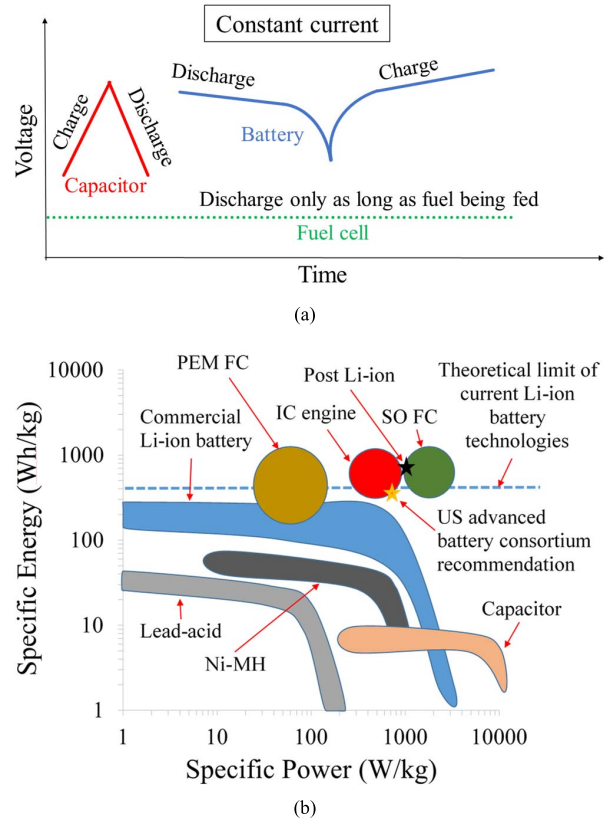 Constant current
Voltage
Charge
Discharge
Capacitor
Discharge
Charge
Battery
Discharge only as long as fuel being fed
Fuel cell
Time
(a)
Specific Energy (Wh/kg)
10000
1000
100
10
1
PEM FC
Post Li-ion
Theoretical limit of
current Li-ion
battery
technologies
Commercial
Li-ion battery
IC engine
SO FC
US advanced
battery consortium
recommendation
Capacitor
Lead-acid
Ni-MH
1
10
100
1000
10000
Specific Power (W/kg)
(b)